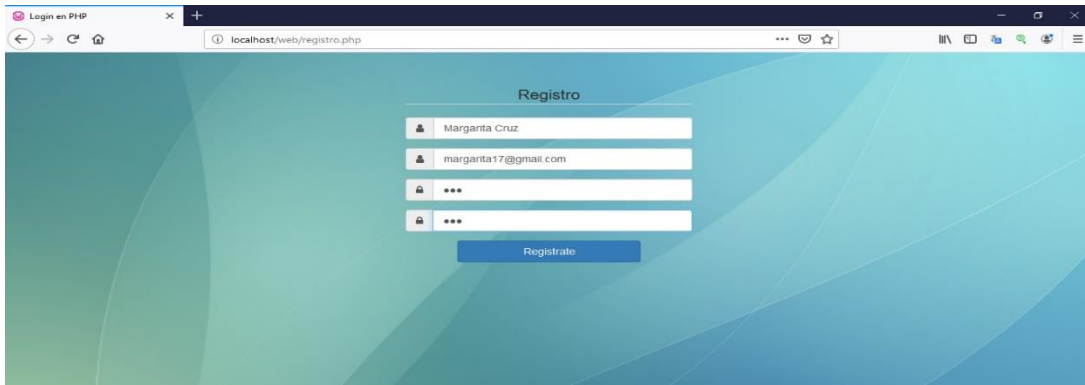 Login en PHP
localhost/web/registro.php
Registro
Margarita Cruz
margarita17@gmail.com
•••
•••
Registrate